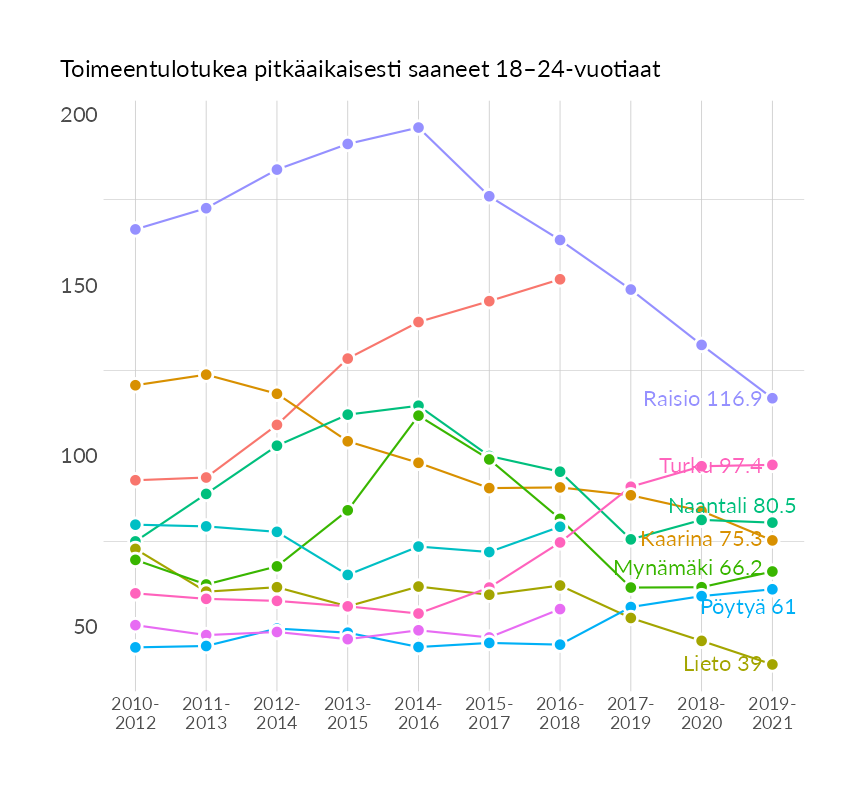 Toimeentulotukea pitkäaikaisesti saaneet 18–24-vuotiaat
200
150
100
50
Raisio 116.9
Turku 97.4
Naantali 80.5
Kaarina 75.3
Mynämäki 66.2
Pöytyä 61
Lieto 39
2010- 2011- 2012- 2013- 2014- 2015- 2016- 2017- 2018- 2019-
2012 2013 2014 2015 2016 2017 2018 2019 2020 2021